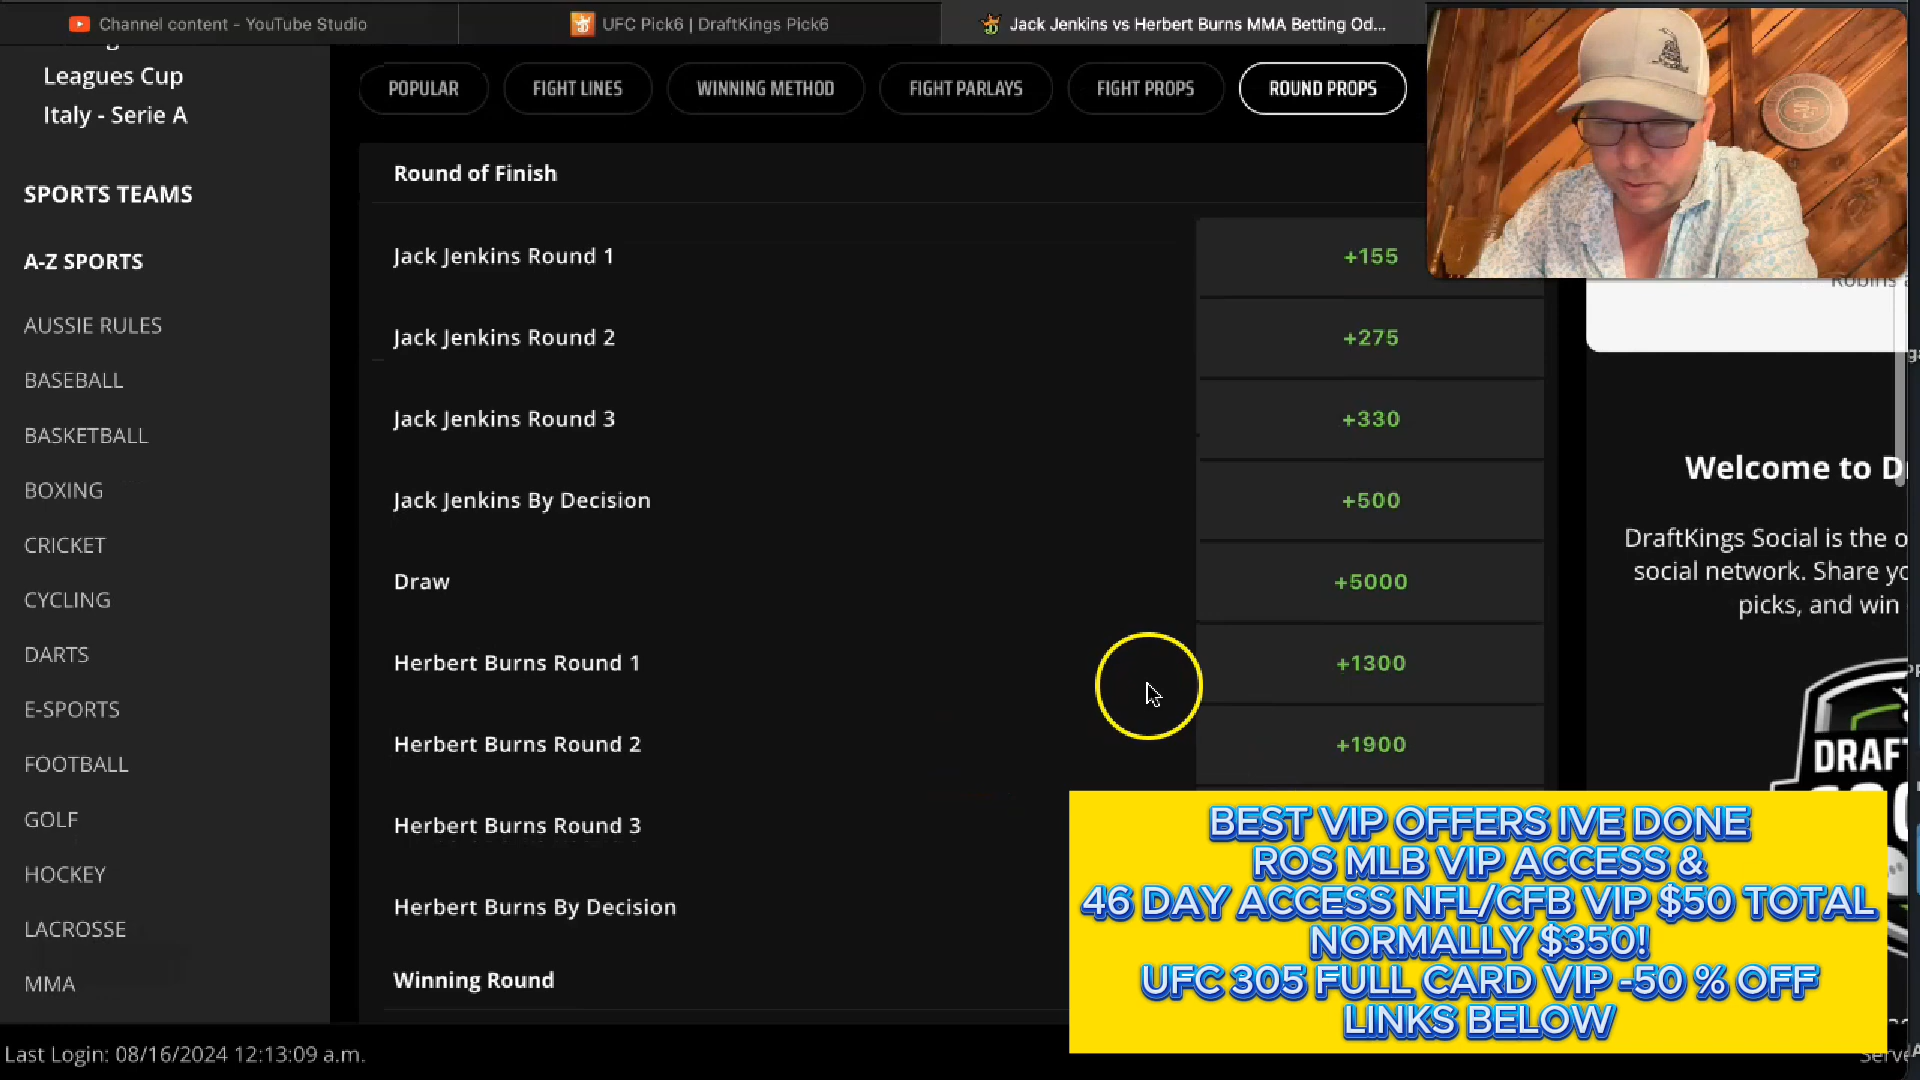 Channel content - YouTube Studio
UFC Pick6 | DraftKings Pick6
Jack Jenkins vs Herbert Burns MMA Betting Od...
Leagues Cup
Italy - Serie A
SPORTS TEAMS
A-Z SPORTS
AUSSIE RULES
BASEBALL
BASKETBALL
BOXING
CRICKET
CYCLING
DARTS
E-SPORTS
FOOTBALL
GOLF
HOCKEY
LACROSSE
MMA
Last Login: 08/16/2024 12:13:09 a.m.
POPULAR
FIGHT LINES
WINNING METHOD
FIGHT PARLAYS
FIGHT PROPS
ROUND PROPS
Round of Finish
Jack Jenkins Round 1 +155
Jack Jenkins Round 2 +275
Jack Jenkins Round 3 +330
Jack Jenkins By Decision +500
Draw +5000
Herbert Burns Round 1 +1300
Herbert Burns Round 2 +1900
Herbert Burns Round 3
Herbert Burns By Decision
Winning Round
Welcome to D
DraftKings Social is the o
social network. Share yo
picks, and win
DRAF
BEST VIP OFFERS IVE DONE
ROS MLB VIP ACCESS &
46 DAY ACCESS NFL/CFB VIP $50 TOTAL
NORMALLY $350!
UFC 305 FULL CARD VIP -50 % OFF
LINKS BELOW